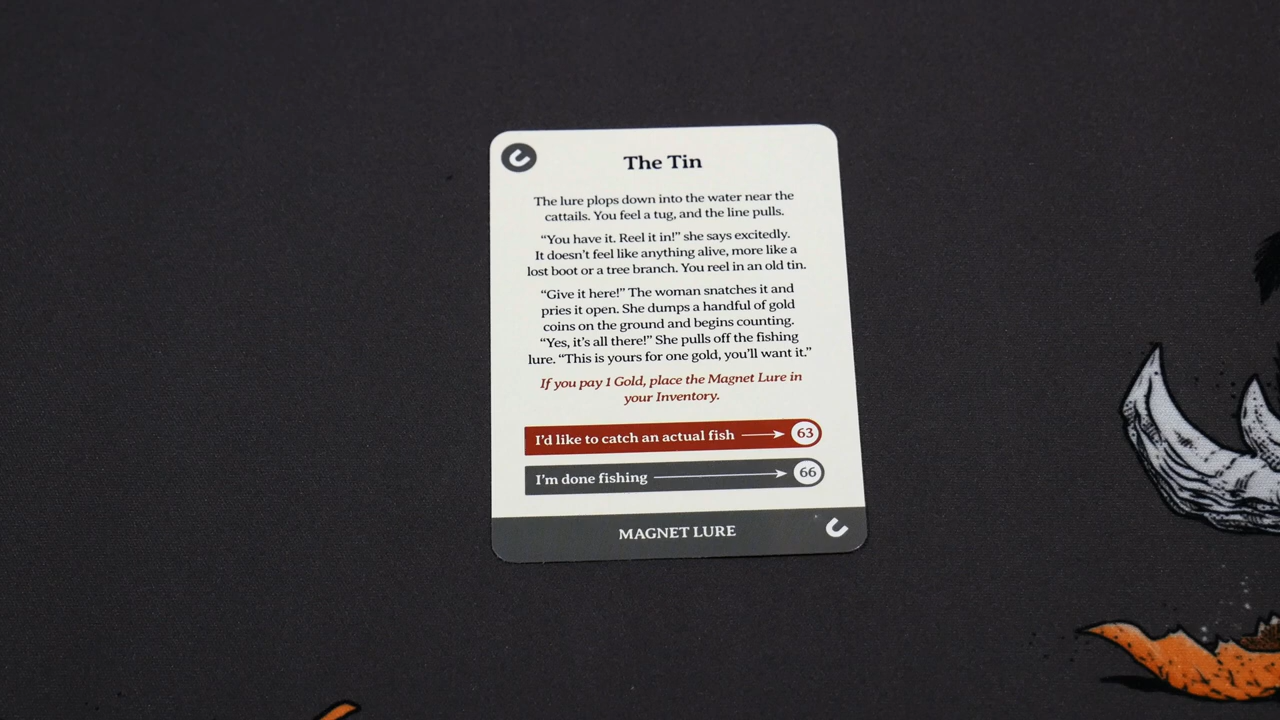 The Tin
The lure plops down into the water near the
cattails. You feel a tug, and the line pulls.
“You have it. Reel it in!” she says excitedly.
It doesn’t feel like anything alive, more like a
lost boot or a tree branch. You reel in an old tin.
“Give it here!” The woman snatches it and
pries it open. She dumps a handful of gold
coins on the ground and begins counting.
“Yes, it’s all there!” She pulls off the fishing
lure. “This is yours for one gold, you’ll want it.”
If you pay 1 Gold, place the Magnet Lure in
your Inventory.
I’d like to catch an actual fish 63
I’m done fishing 66
MAGNET LURE